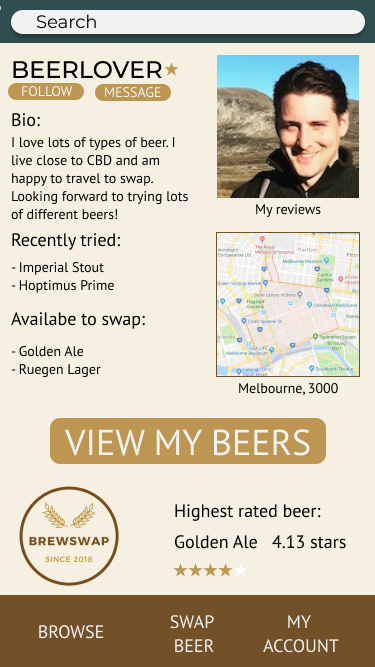 Search
BEERLOVER
FOLLOW
MESSAGE
Bio:
I love lots of types of beer. I
live close to CBD and am
happy to travel to swap.
Looking forward to trying lots
of different beers!
My reviews
Recently tried:
- Imperial Stout
- Hoptimus Prime
Availabe to swap:
- Golden Ale
- Ruegen Lager
Melbourne, 3000
VIEW MY BEERS
BREWSWAP
SINCE 2018
Highest rated beer:
Golden Ale 4.13 stars
BROWSE
SWAP
BEER
MY
ACCOUNT